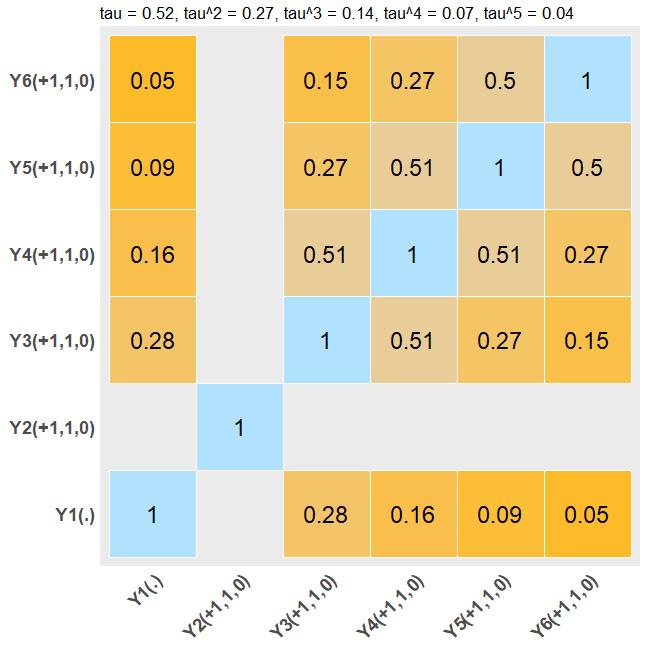 tau = 0.52, tau^2 = 0.27, tau^3 = 0.14, tau^4 = 0.07, tau^5 = 0.04
Y6(+1,1,0) 0.05 0.15 0.27 0.5 1
Y5(+1,1,0) 0.09 0.27 0.51 1 0.5
Y4(+1,1,0) 0.16 0.51 1 0.51 0.27
Y3(+1,1,0) 0.28 1 0.51 0.27 0.15
Y2(+1,1,0) 1
Y1(.) 1 0.28 0.16 0.09 0.05
Y1(.) Y2(+1,1,0) Y3(+1,1,0) Y4(+1,1,0) Y5(+1,1,0) Y6(+1,1,0)